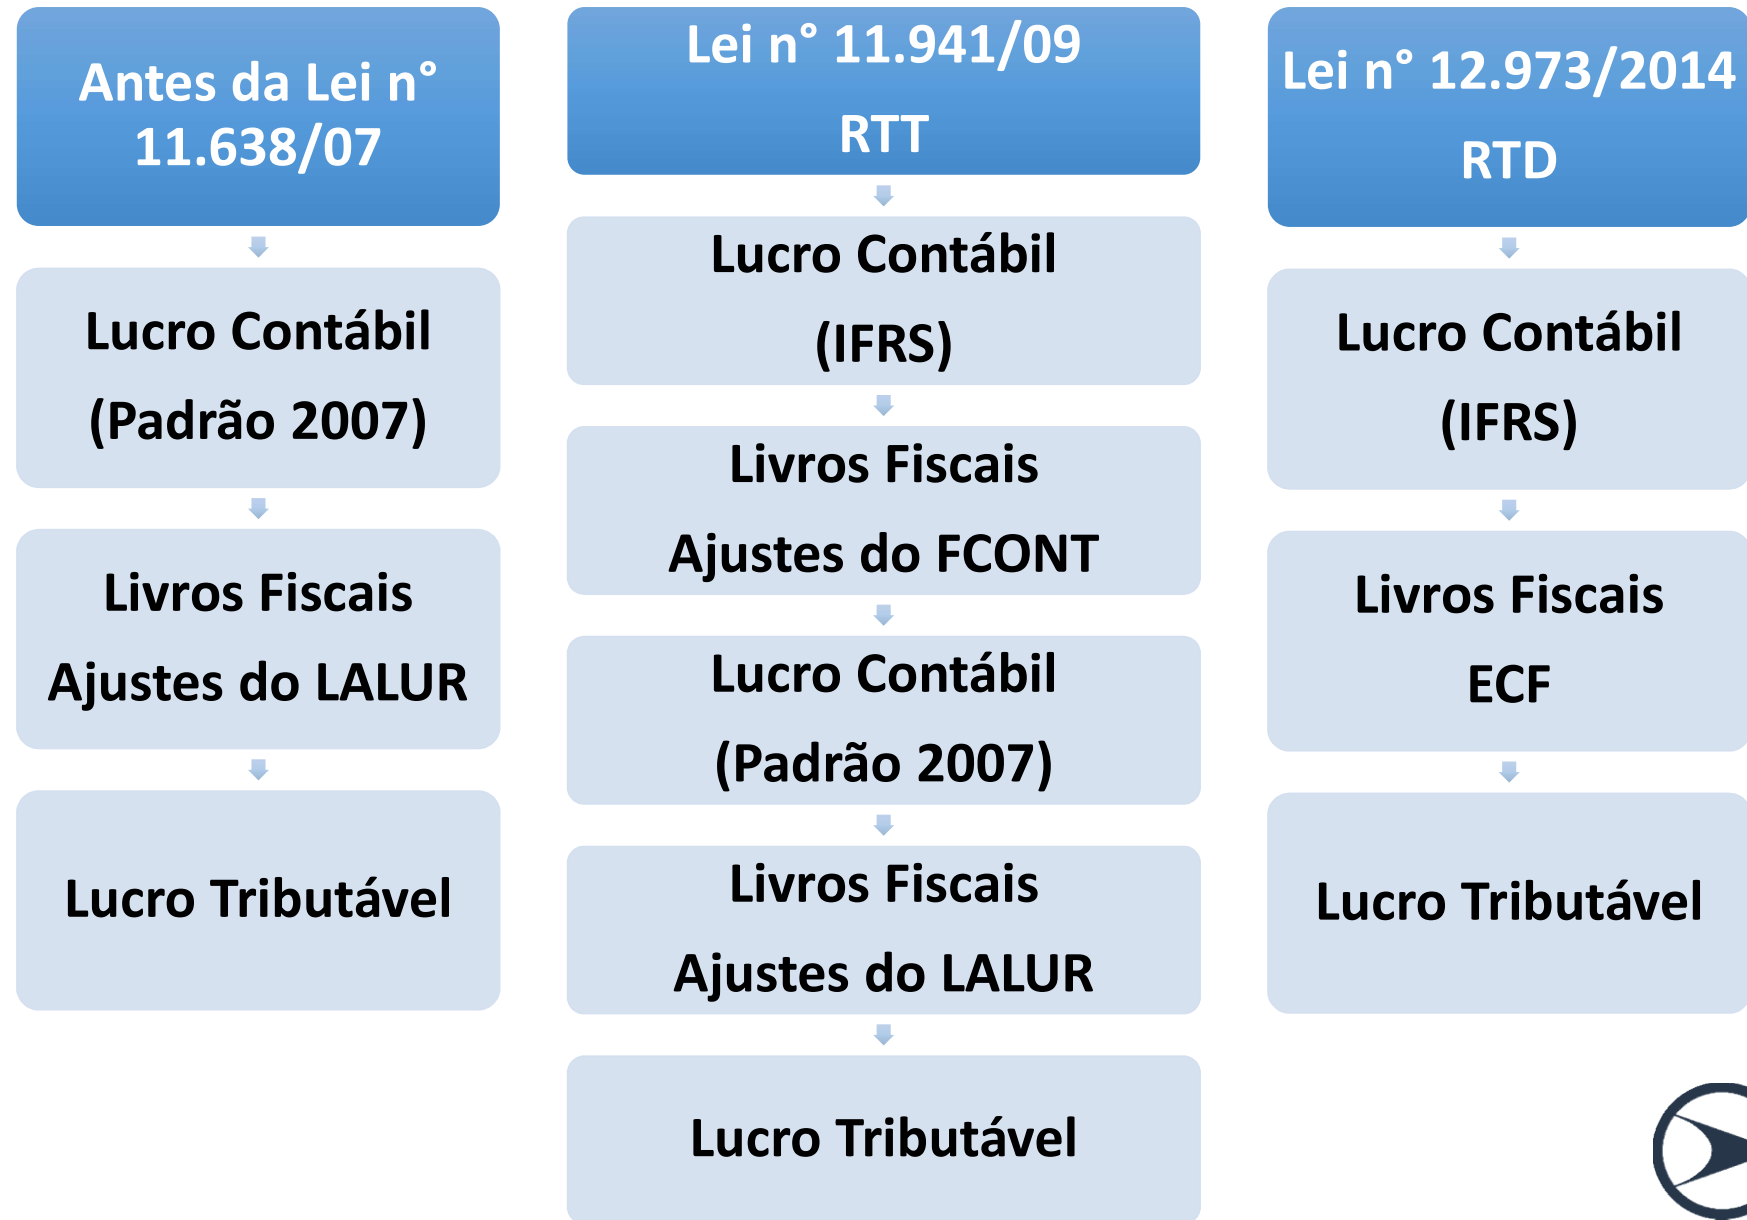 Antes da Lei n°
11.638/07
Lucro Contábil
(Padrão 2007)
Livros Fiscais
Ajustes do LALUR
Lucro Tributável
Lei n° 11.941/09
RTT
Lucro Contábil
(IFRS)
Livros Fiscais
Ajustes do FCONT
Lucro Contábil
(Padrão 2007)
Livros Fiscais
Ajustes do LALUR
Lucro Tributável
Lei n° 12.973/2014
RTD
Lucro Contábil
(IFRS)
Livros Fiscais
ECF
Lucro Tributável